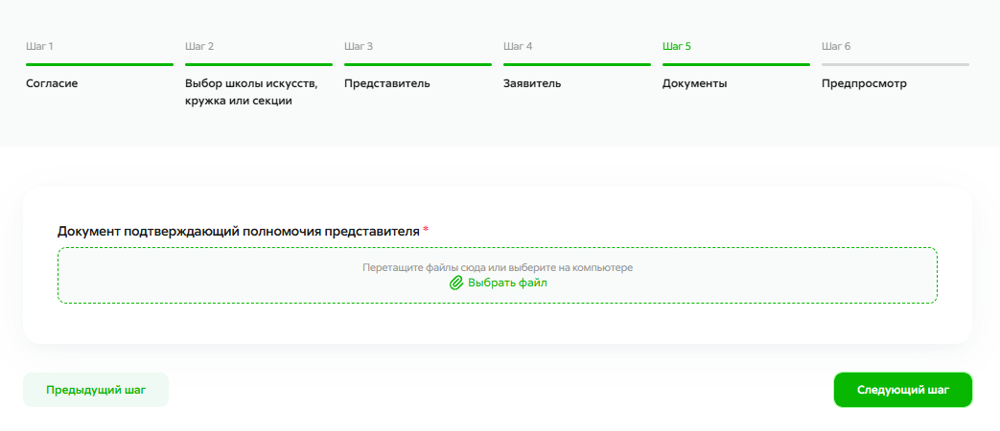 Шаг 1
Шаг 2
Шаг 3
Шаг 4
Шаг 5
Шаг 6
Согласие
Выбор школы искусств,
кружка или секции
Представитель
Заявитель
Документы
Предпросмотр
Документ подтверждающий полномочия представителя *
Перетащите файлы сюда или выберите на компьютере
Выбрать файл
Предыдущий шаг
Следующий шаг